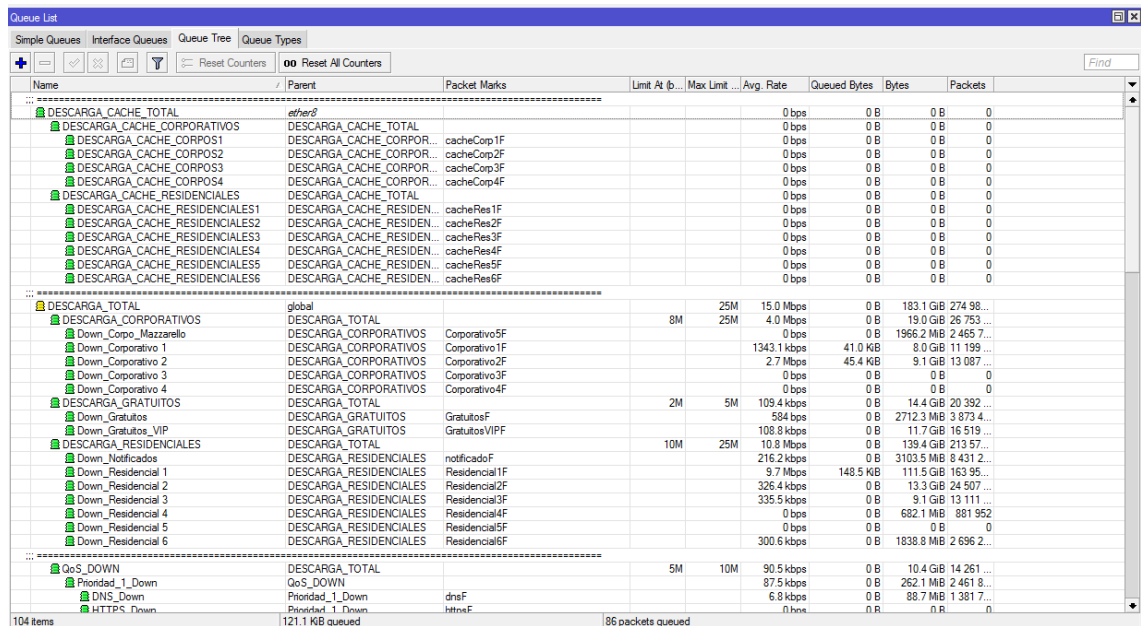 Queue List
Simple Queues Interface Queues Queue Tree Queue Types
Reset Counters 00 Reset All Counters Find
Name Parent Packet Marks Limit At (b... Max Limit ... Avg. Rate Queued Bytes Bytes Packets
::: ====================================================================================================
DESCARGA_CACHE_TOTAL ether8 0 bps 0 B 0 B 0
DESCARGA_CACHE_CORPORATIVOS DESCARGA_CACHE_TOTAL 0 bps 0 B 0 B 0
DESCARGA_CACHE_CORPOS1 DESCARGA_CACHE_CORPOR... cacheCorp1F 0 bps 0 B 0 B 0
DESCARGA_CACHE_CORPOS2 DESCARGA_CACHE_CORPOR... cacheCorp2F 0 bps 0 B 0 B 0
DESCARGA_CACHE_CORPOS3 DESCARGA_CACHE_CORPOR... cacheCorp3F 0 bps 0 B 0 B 0
DESCARGA_CACHE_CORPOS4 DESCARGA_CACHE_CORPOR... cacheCorp4F 0 bps 0 B 0 B 0
DESCARGA_CACHE_RESIDENCIALES DESCARGA_CACHE_TOTAL 0 bps 0 B 0 B 0
DESCARGA_CACHE_RESIDENCIALES1 DESCARGA_CACHE_RESIDEN... cacheRes1F 0 bps 0 B 0 B 0
DESCARGA_CACHE_RESIDENCIALES2 DESCARGA_CACHE_RESIDEN... cacheRes2F 0 bps 0 B 0 B 0
DESCARGA_CACHE_RESIDENCIALES3 DESCARGA_CACHE_RESIDEN... cacheRes3F 0 bps 0 B 0 B 0
DESCARGA_CACHE_RESIDENCIALES4 DESCARGA_CACHE_RESIDEN... cacheRes4F 0 bps 0 B 0 B 0
DESCARGA_CACHE_RESIDENCIALES5 DESCARGA_CACHE_RESIDEN... cacheRes5F 0 bps 0 B 0 B 0
DESCARGA_CACHE_RESIDENCIALES6 DESCARGA_CACHE_RESIDEN... cacheRes6F 0 bps 0 B 0 B 0
::: ====================================================================================================
DESCARGA_TOTAL global 25M 15.0 Mbps 0 B 183.1 GiB 274 98...
DESCARGA_CORPORATIVOS DESCARGA_TOTAL 8M 25M 4.0 Mbps 0 B 19.0 GiB 26 753 ...
Down_Corpo_Mazzarello DESCARGA_CORPORATIVOS Corporativo5F 0 bps 0 B 1966.2 MiB 2 465 7...
Down_Corporativo 1 DESCARGA_CORPORATIVOS Corporativo1F 1343.1 kbps 41.0 KiB 8.0 GiB 11 199 ...
Down_Corporativo 2 DESCARGA_CORPORATIVOS Corporativo2F 2.7 Mbps 45.4 KiB 9.1 GiB 13 087 ...
Down_Corporativo 3 DESCARGA_CORPORATIVOS Corporativo3F 0 bps 0 B 0 B 0
Down_Corporativo 4 DESCARGA_CORPORATIVOS Corporativo4F 0 bps 0 B 0 B 0
DESCARGA_GRATUITOS DESCARGA_TOTAL 2M 5M 109.4 kbps 0 B 14.4 GiB 20 392 ...
Down_Gratuitos DESCARGA_GRATUITOS GratuitosF 584 bps 0 B 2712.3 MiB 3 873 4...
Down_Gratuitos_VIP DESCARGA_GRATUITOS GratuitosVIPF 108.8 kbps 0 B 11.7 GiB 16 519 ...
DESCARGA_RESIDENCIALES DESCARGA_TOTAL 10M 25M 10.8 Mbps 0 B 139.4 GiB 213 57...
Down_Notificados DESCARGA_RESIDENCIALES notificadoF 216.2 kbps 0 B 3103.5 MiB 8 431 2...
Down_Residencial 1 DESCARGA_RESIDENCIALES Residencial1F 9.7 Mbps 148.5 KiB 111.5 GiB 163 95...
Down_Residencial 2 DESCARGA_RESIDENCIALES Residencial2F 326.4 kbps 0 B 13.3 GiB 24 507 ...
Down_Residencial 3 DESCARGA_RESIDENCIALES Residencial3F 335.5 kbps 0 B 9.1 GiB 13 111 ...
Down_Residencial 4 DESCARGA_RESIDENCIALES Residencial4F 0 bps 0 B 682.1 MiB 881 952
Down_Residencial 5 DESCARGA_RESIDENCIALES Residencial5F 0 bps 0 B 0 B 0
Down_Residencial 6 DESCARGA_RESIDENCIALES Residencial6F 300.6 kbps 0 B 1838.8 MiB 2 696 2...
::: ====================================================================================================
QoS_DOWN DESCARGA_TOTAL 5M 10M 90.5 kbps 0 B 10.4 GiB 14 261 ...
Prioridad_1_Down QoS_DOWN 87.5 kbps 0 B 262.1 MiB 2 461 8...
DNS_Down Prioridad_1_Down dnsF 6.8 kbps 0 B 88.7 MiB 1 381 7...
HTTPS_Down Prioridad_1_Down httpsF 0 bps 0 B 0 B 0
104 items 121.1 KiB queued 86 packets queued